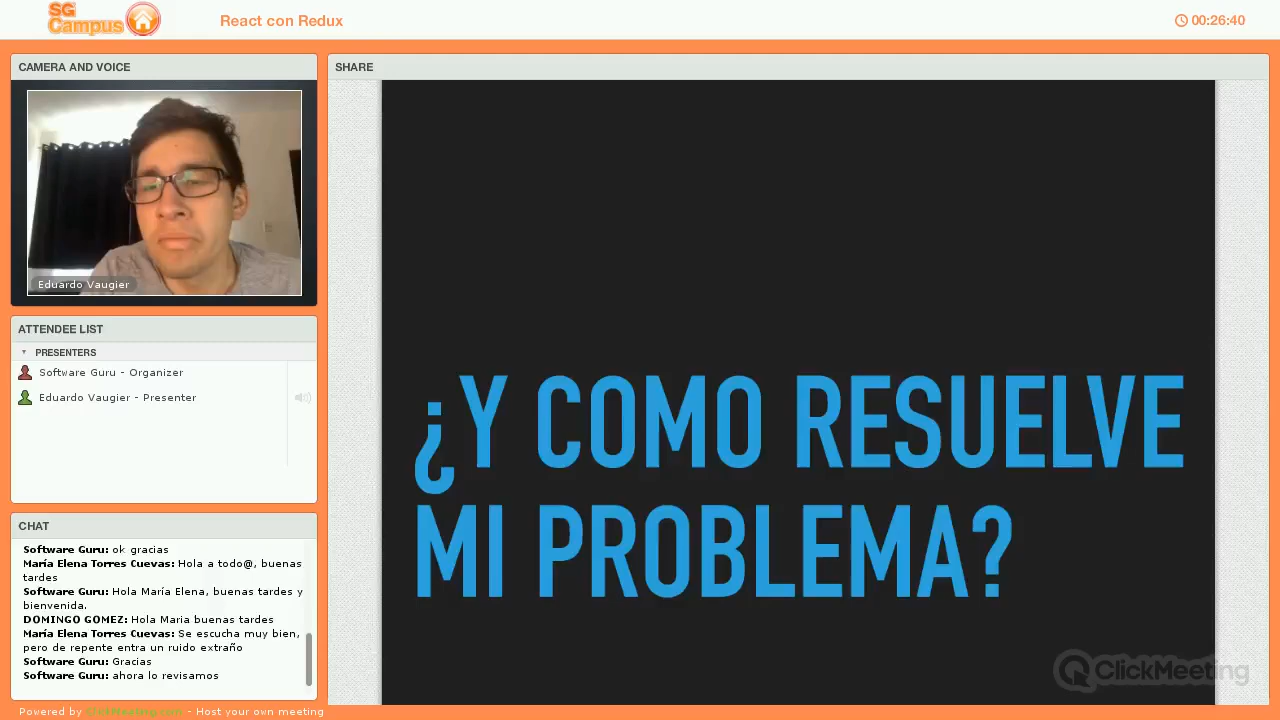 SG
Campus
React con Redux
00:26:40
CAMERA AND VOICE
Eduardo Vaugier
ATTENDEE LIST
PRESENTERS
Software Guru - Organizer
Eduardo Vaugier - Presenter
CHAT
Software Guru: ok gracias
María Elena Torres Cuevas: Hola a todo@, buenas
tardes
Software Guru: Hola María Elena, buenas tardes y
bienvenida.
DOMINGO GOMEZ: Hola Maria buenas tardes
María Elena Torres Cuevas: Se escucha muy bien,
pero de repente entra un ruido extraño
Software Guru: Gracias
Software Guru: ahora lo revisamos
Powered by ClickMeeting.com - Host your own meeting
SHARE
¿Y COMO RESUELVE
MI PROBLEMA?
ClickMeeting